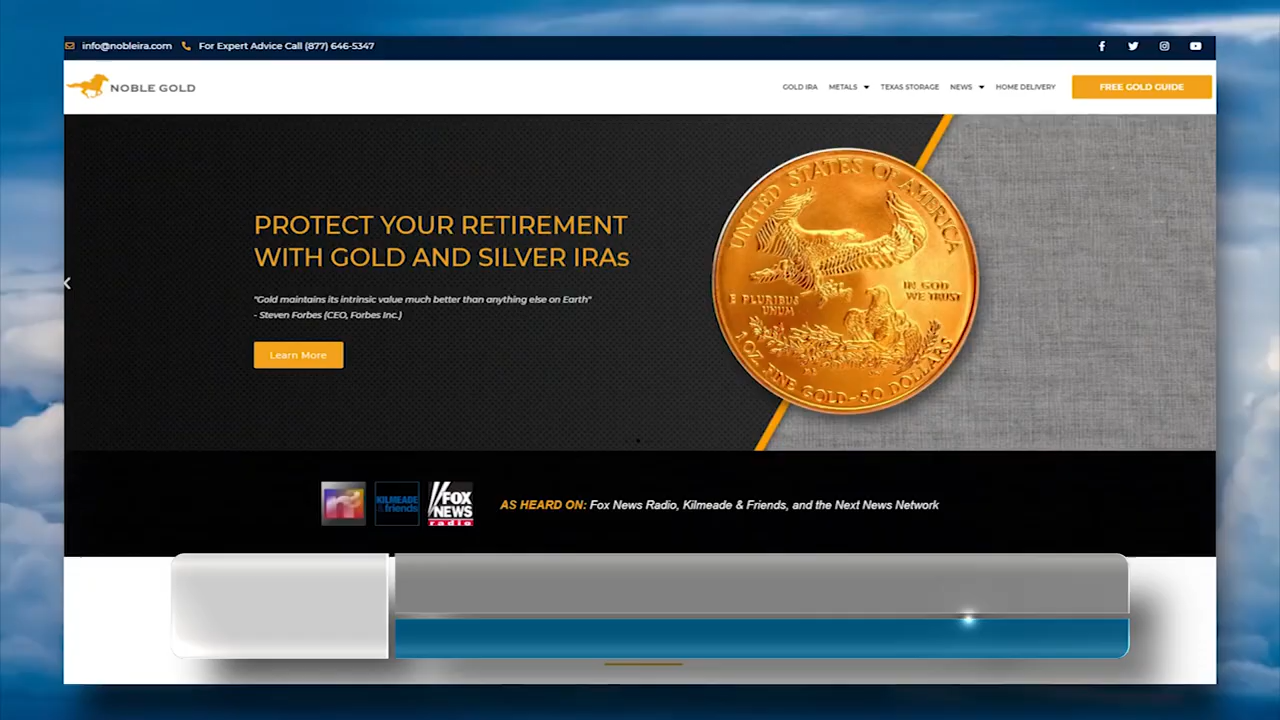 info@nobleira.com For Expert Advice Call (877) 646-5347
NOBLE GOLD
GOLD IRA METALS TEXAS STORAGE NEWS HOME DELIVERY FREE GOLD GUIDE
PROTECT YOUR RETIREMENT
WITH GOLD AND SILVER IRAs
"Gold maintains its intrinsic value much better than anything else on Earth"
- Steven Forbes (CEO, Forbes Inc.)
Learn More
UNITED STATES OF AMERICA
IN GOD
WE TRUST
E PLURIBUS
UNUM
1 OZ. FINE GOLD~50 DOLLARS
KILMEADE
friends
FOX
NEWS
radio
AS HEARD ON: Fox News Radio, Kilmeade & Friends, and the Next News Network